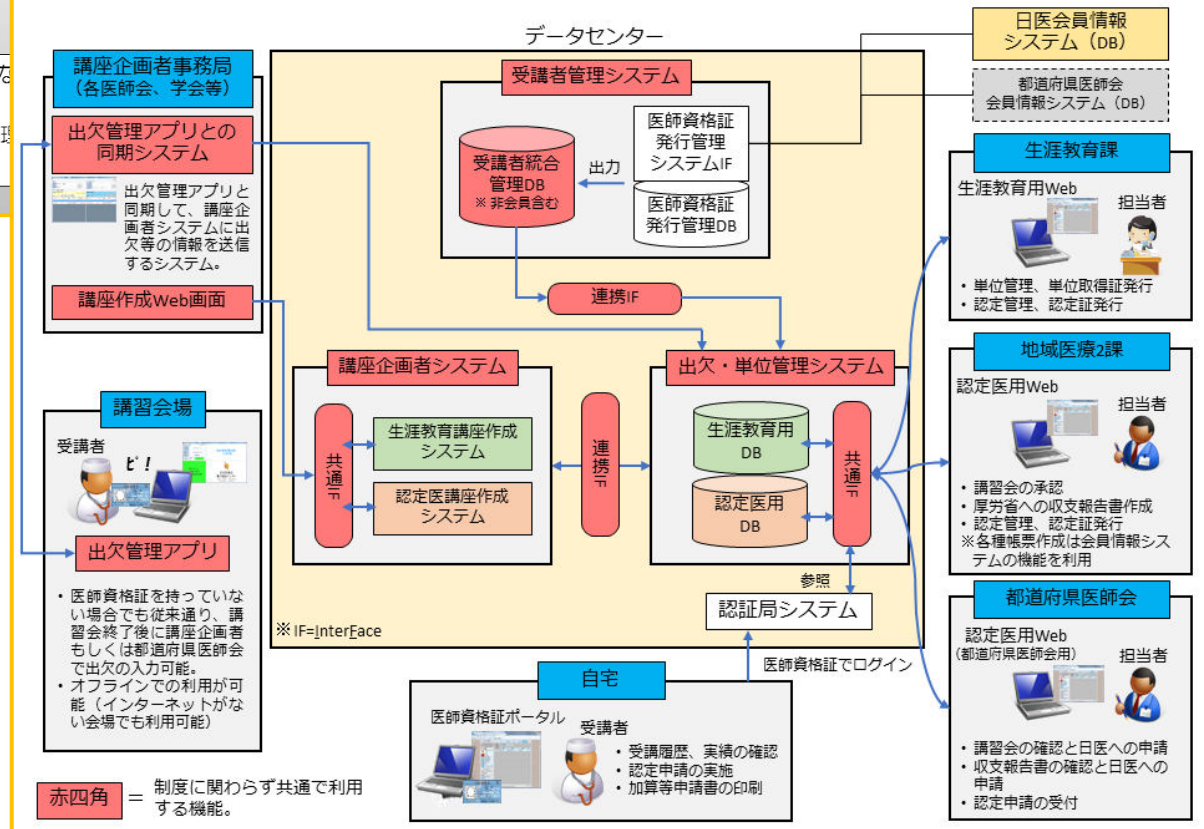 な
理
データセンター
日医会員情報
システム（DB）
都道府県医師会
会員情報システム（DB）
講座企画者事務局
（各医師会、学会等）
出欠管理アプリとの
同期システム
出欠管理アプリと
同期して、講座企
画者システムに出
欠等の情報を送信
するシステム。
講座作成Web画面
受講者管理システム
受講者統合
管理DB
※ 非会員含む
出力
医師資格証
発行管理
システムIF
医師資格証
発行管理DB
連携IF
講座企画者システム
共通IF
生涯教育講座作成
システム
認定医講座作成
システム
連携IF
出欠・単位管理システム
生涯教育用
DB
認定医用
DB
共通IF
参照
認証局システム
※IF=InterFace
医師資格証でログイン
講習会場
受講者
ピ！
出欠管理アプリ
・医師資格証を持っていな
い場合でも従来通り、講
習会終了後に講座企画者
もしくは都道府県医師会
で出欠の入力可能。
・オフラインでの利用が可
能（インターネットがな
い会場でも利用可能）
自宅
医師資格証ポータル
受講者
・受講履歴、実績の確認
・認定申請の実施
・加算等申請書の印刷
生涯教育課
生涯教育用Web
担当者
・単位管理、単位取得証発行
・認定管理、認定証発行
地域医療2課
認定医用Web
担当者
・講習会の承認
・厚労省への収支報告書作成
・認定管理、認定証発行
※各種帳票作成は会員情報シス
テムの機能を利用
都道府県医師会
認定医用Web
（都道府県医師会用）
担当者
・講習会の確認と日医への申請
・収支報告書の確認と日医への
申請
・認定申請の受付
赤四角 ＝ 制度に関わらず共通で利用
する機能。